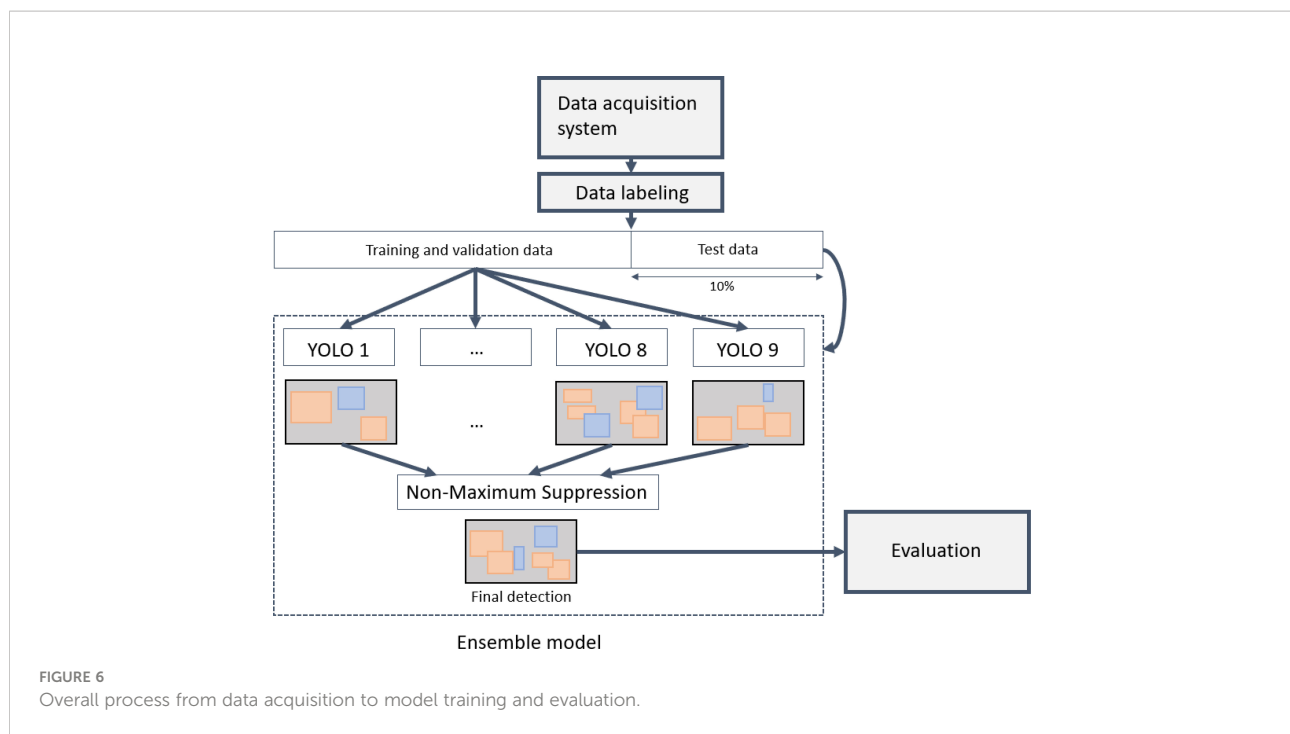 Data acquisition
system
Data labeling
Training and validation data
Test data
10%
YOLO 1
...
YOLO 8
YOLO 9
...
Non-Maximum Suppression
Final detection
Evaluation
Ensemble model
FIGURE 6
Overall process from data acquisition to model training and evaluation.